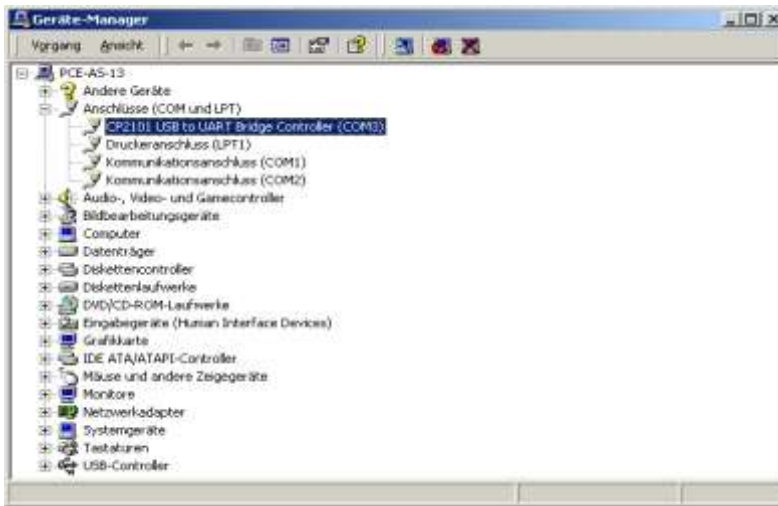 Geräte-Manager
Vorgang Ansicht
PCE-AS-13
Andere Geräte
Anschlüsse (COM und LPT)
CP2101 USB to UART Bridge Controller (COM3)
Druckeranschluss (LPT1)
Kommunikationsanschluss (COM1)
Kommunikationsanschluss (COM2)
Audio-, Video- und Gamecontroller
Bildbearbeitungsgeräte
Computer
Datenträger
Diskettencontroller
Diskettenlaufwerke
DVD/CD-ROM-Laufwerke
Eingabegeräte (Human Interface Devices)
Grafikkarte
IDE ATA/ATAPI-Controller
Mäuse und andere Zeigegeräte
Monitore
Netzwerkadapter
Systemgeräte
Tastaturen
USB-Controller